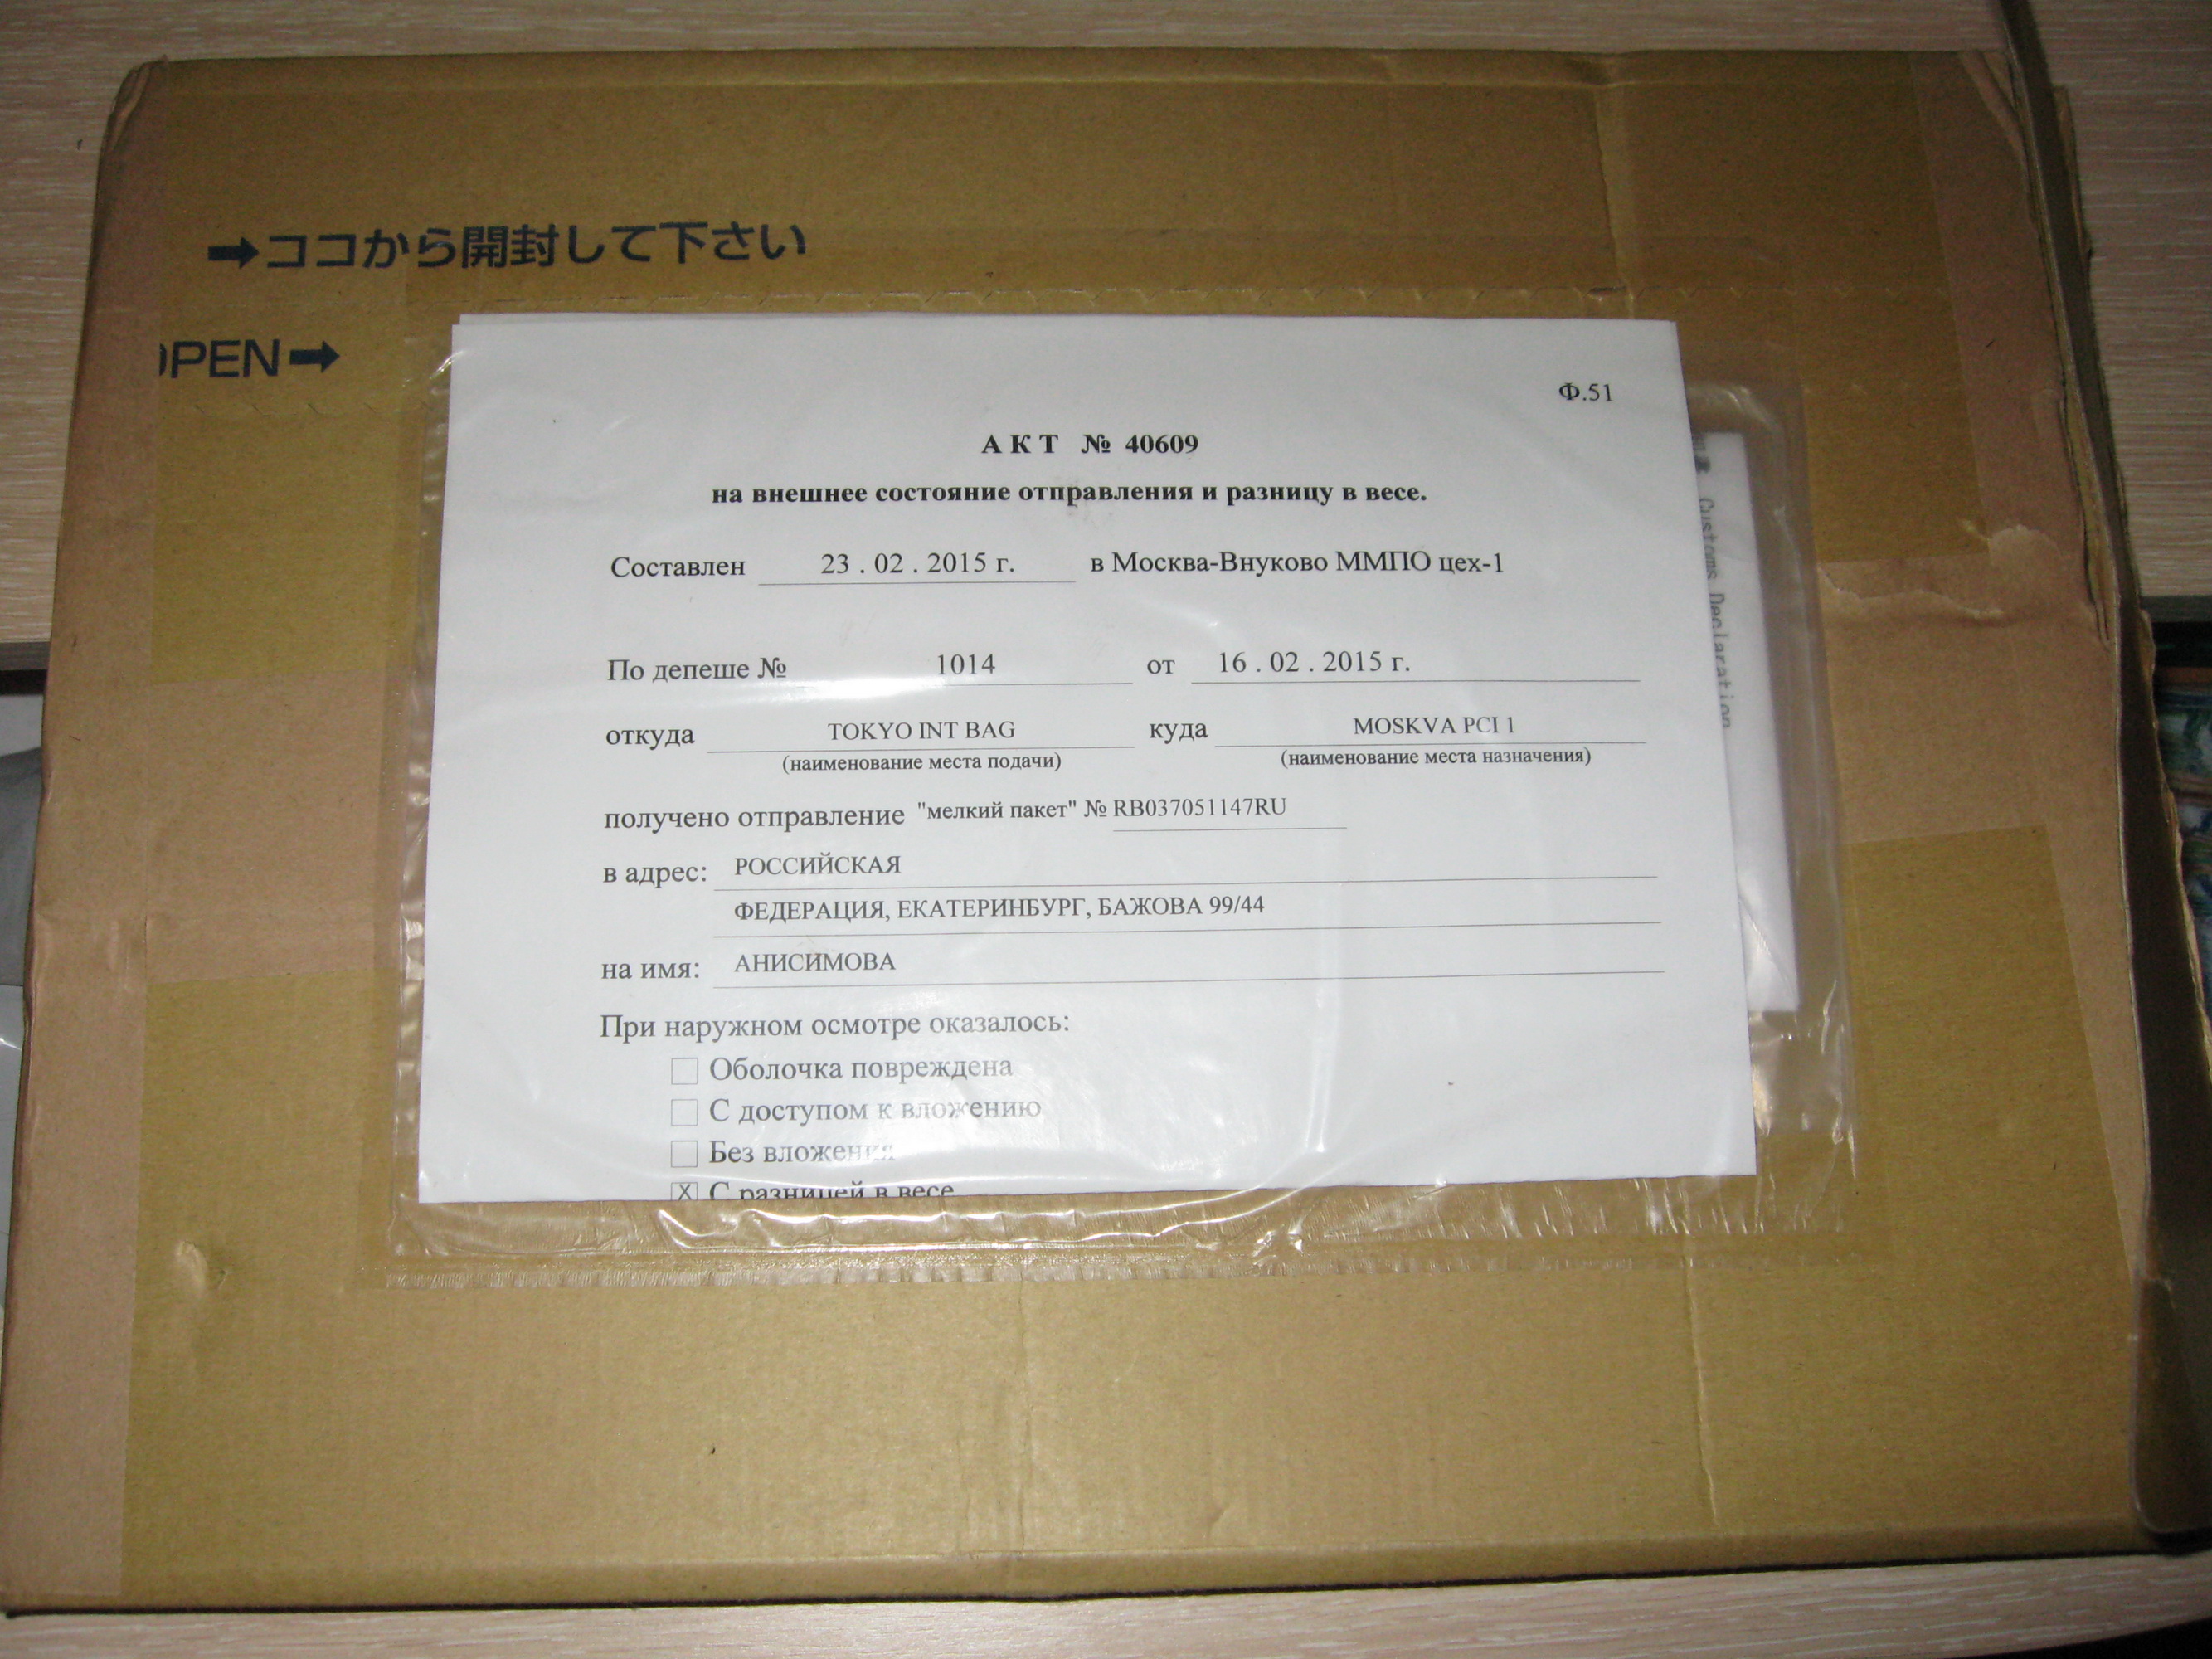 ➡ココから開封して下さい
OPEN➡
Ф.51
АКТ № 40609
на внешнее состояние отправления и разницу в весе.
Составлен 23 . 02 . 2015 г. в Москва-Внуково ММПО цех-1
По депеше № 1014 от 16 . 02 . 2015 г.
откуда TOKYO INT BAG куда MOSKVA PCI 1
(наименование места подачи) (наименование места назначения)
получено отправление "мелкий пакет" № RB037051147RU
в адрес: РОССИЙСКАЯ
ФЕДЕРАЦИЯ, ЕКАТЕРИНБУРГ, БАЖОВА 99/44
на имя: АНИСИМОВА
При наружном осмотре оказалось:
Оболочка повреждена
С доступом к вложению
Без вложения
X С разницей в весе
Customs Declaration